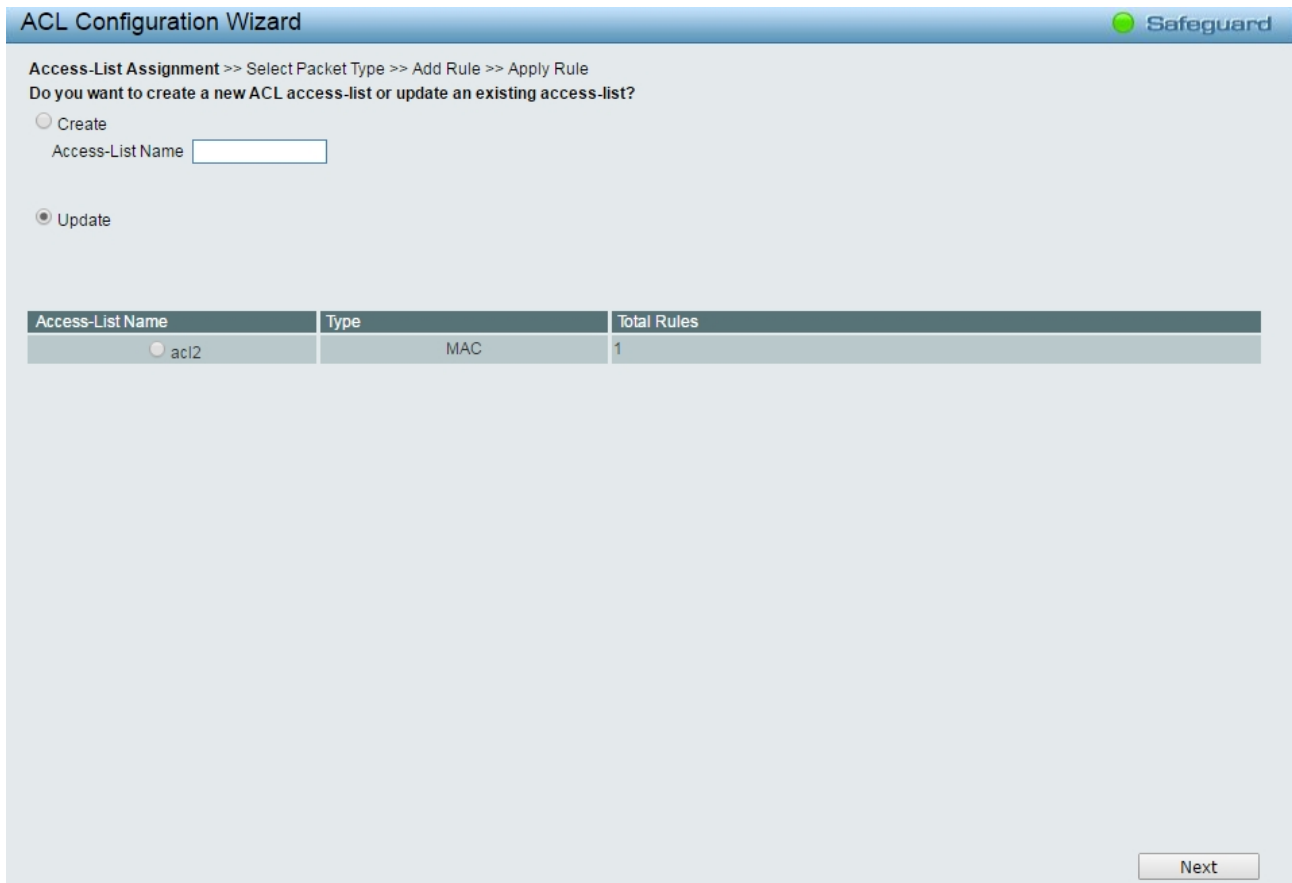 ACL Configuration Wizard
Safeguard
Access-List Assignment >> Select Packet Type >> Add Rule >> Apply Rule
Do you want to create a new ACL access-list or update an existing access-list?
Create
Access-List Name
Update
Access-List Name Type Total Rules
acl2 MAC 1
Next